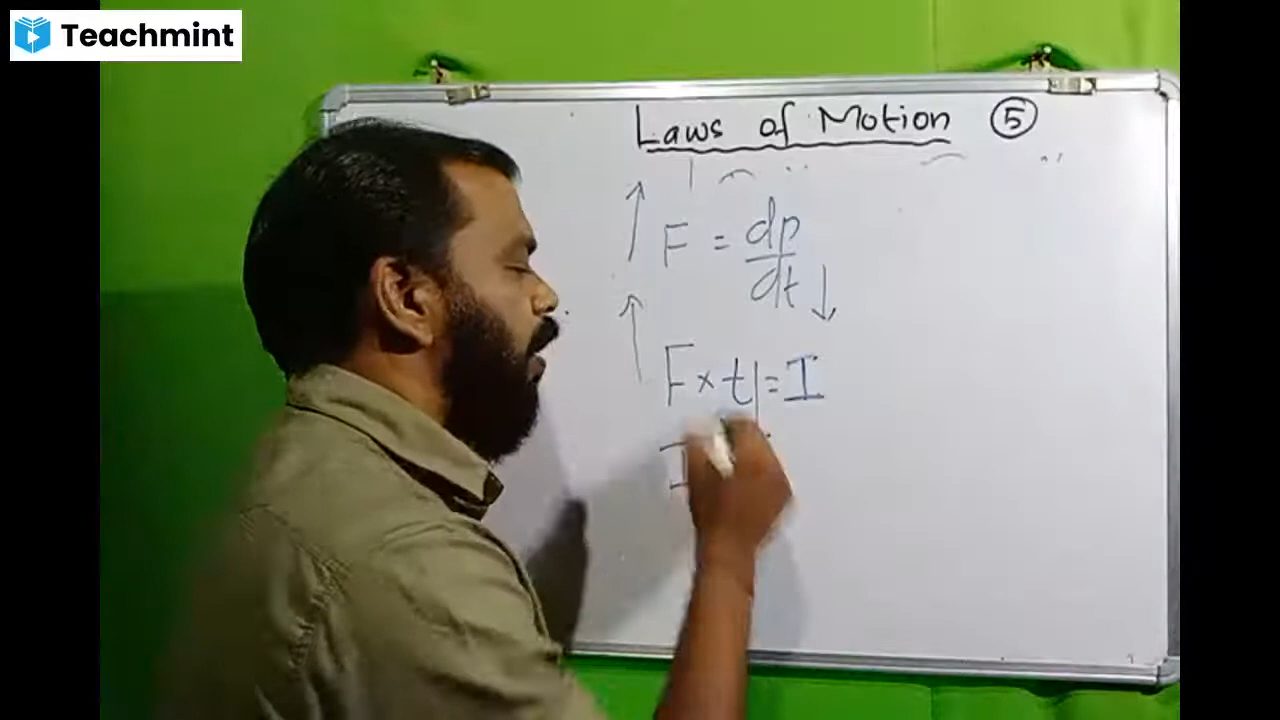 Teachmint
Laws of Motion ⑤
F = dp/dt ↓
F × t = I
I